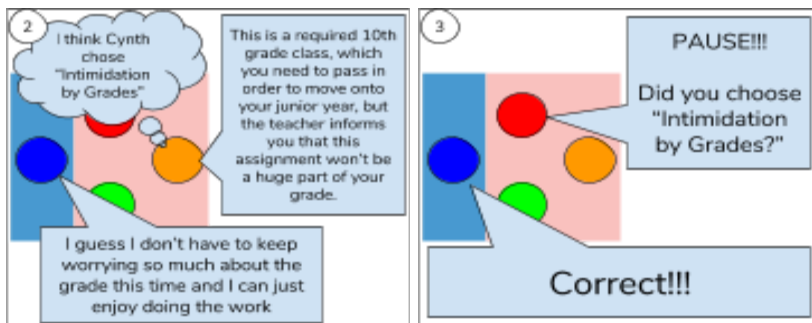 2
I think Cynth
chose
"Intimidation
by Grades"
This is a required 10th
grade class, which
you need to pass in
order to move onto
your junior year, but
the teacher informs
you that this
assignment won't be
a huge part of your
grade.
I guess I don't have to keep
worrying so much about the
grade this time and I can just
enjoy doing the work
3
PAUSE!!!
Did you choose
"Intimidation
by Grades?"
Correct!!!